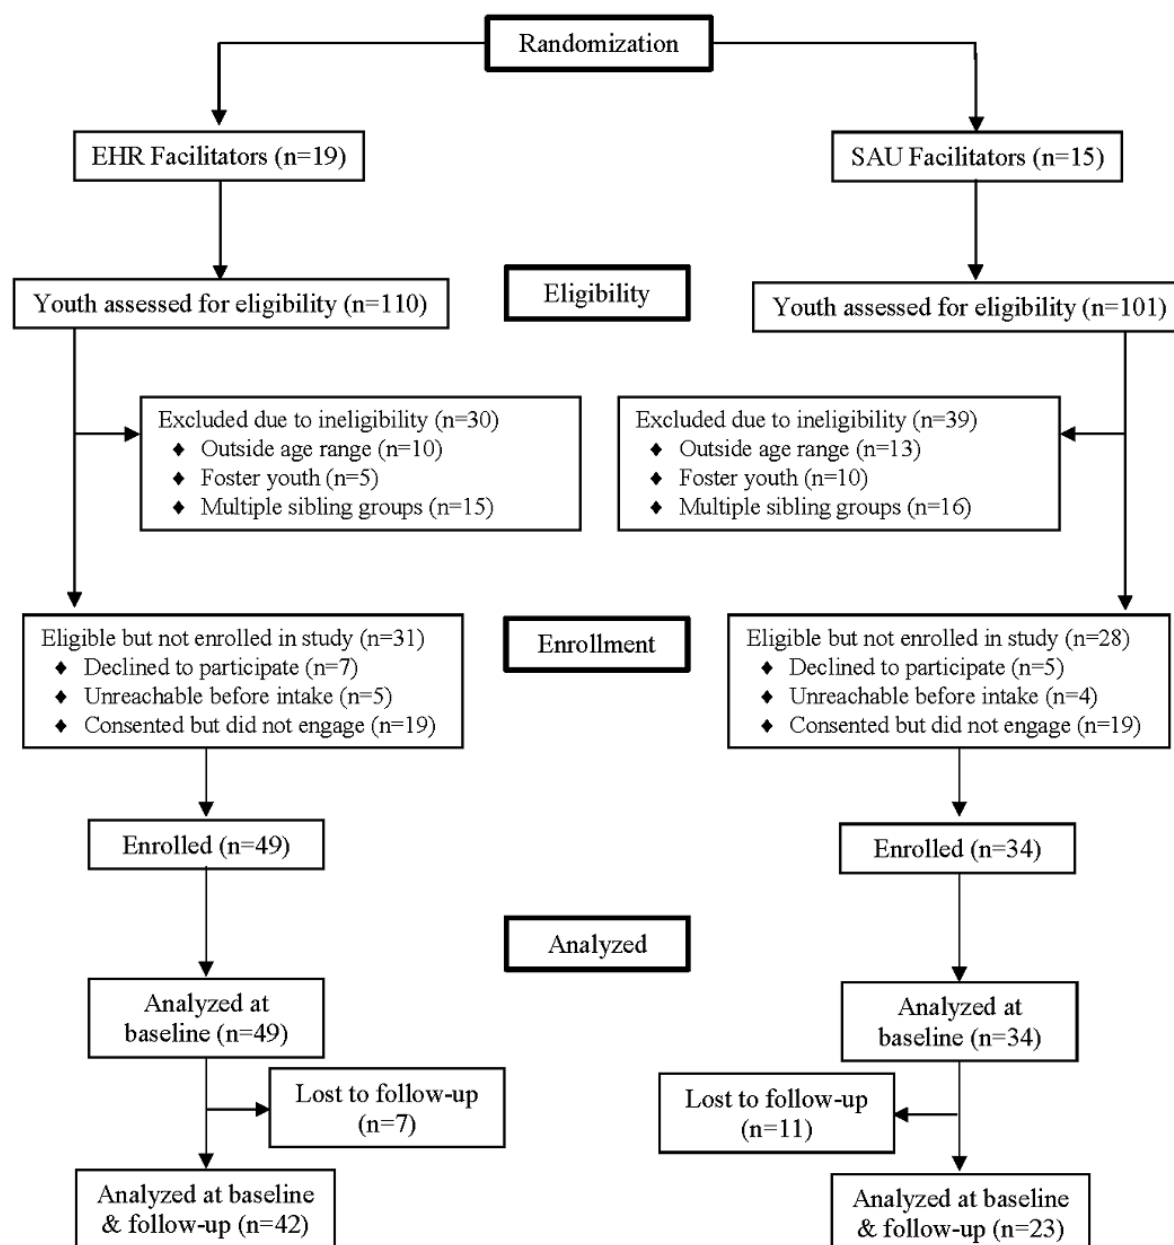 Randomization
EHR Facilitators (n=19)
SAU Facilitators (n=15)
Eligibility
Youth assessed for eligibility (n=110)
Youth assessed for eligibility (n=101)
Excluded due to ineligibility (n=30)
♦ Outside age range (n=10)
♦ Foster youth (n=5)
♦ Multiple sibling groups (n=15)
Excluded due to ineligibility (n=39)
♦ Outside age range (n=13)
♦ Foster youth (n=10)
♦ Multiple sibling groups (n=16)
Enrollment
Eligible but not enrolled in study (n=31)
♦ Declined to participate (n=7)
♦ Unreachable before intake (n=5)
♦ Consented but did not engage (n=19)
Eligible but not enrolled in study (n=28)
♦ Declined to participate (n=5)
♦ Unreachable before intake (n=4)
♦ Consented but did not engage (n=19)
Enrolled (n=49)
Enrolled (n=34)
Analyzed
Analyzed at
baseline (n=49)
Analyzed at
baseline (n=34)
Lost to follow-up
(n=7)
Lost to follow-up
(n=11)
Analyzed at baseline
& follow-up (n=42)
Analyzed at baseline
& follow-up (n=23)